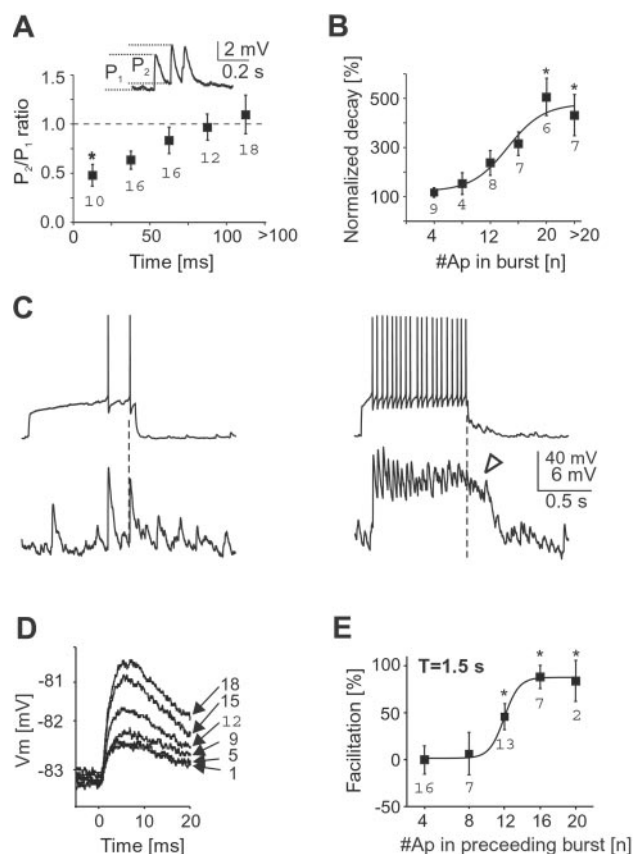 A
P₁ P₂
2 mV
0.2 s
P₂/P₁ ratio
1.5
1.0
0.5
0.0
*
10 16 16 12 18
0 50 100 >100
Time [ms]
B
Normalized decay [%]
500
300
100
* *
9 4 8 7 6 7
4 8 12 16 20 >20
#Ap in burst [n]
C
40 mV
6 mV
0.5 s
D
Vm [mV]
-81
-82
-83
18
15
12
9
5
1
0 10 20
Time [ms]
E
T=1.5 s
Facilitation [%]
100
50
0
-50
* * *
16 7 13 7 2
4 8 12 16 20
#Ap in preceeding burst [n]